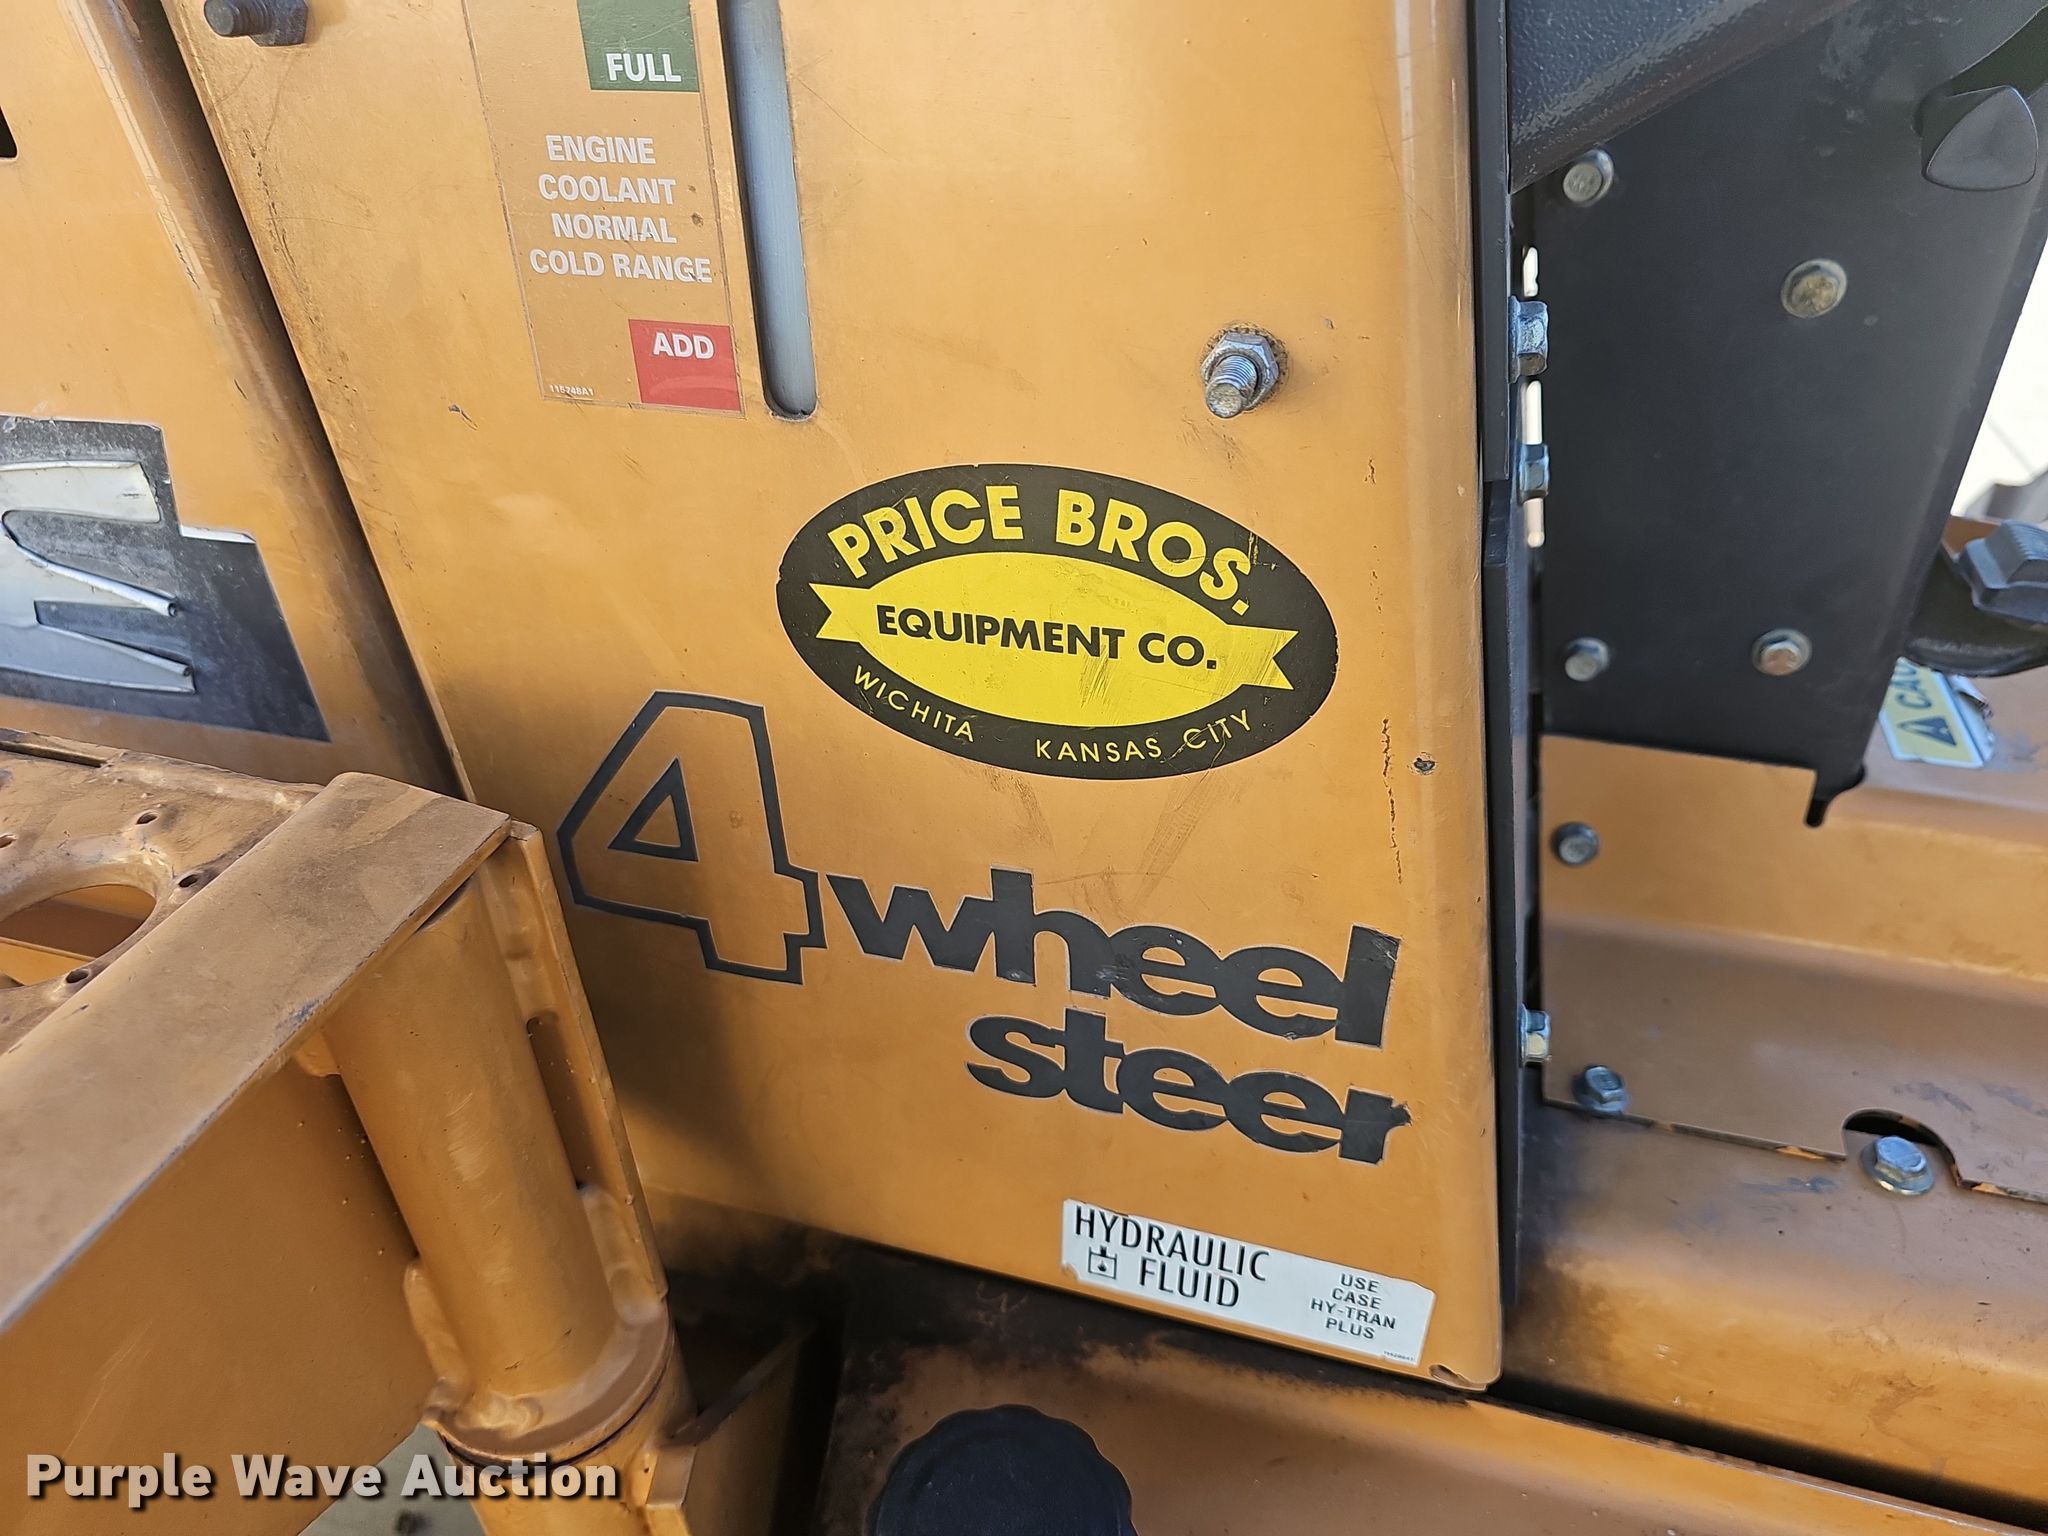 FULL
ENGINE
COOLANT
NORMAL
COLD RANGE
ADD
115748A1
PRICE BROS.
EQUIPMENT CO.
WICHITA KANSAS CITY
4 wheel
steer
HYDRAULIC
FLUID
USE
CASE
HY-TRAN
PLUS
Purple Wave Auction